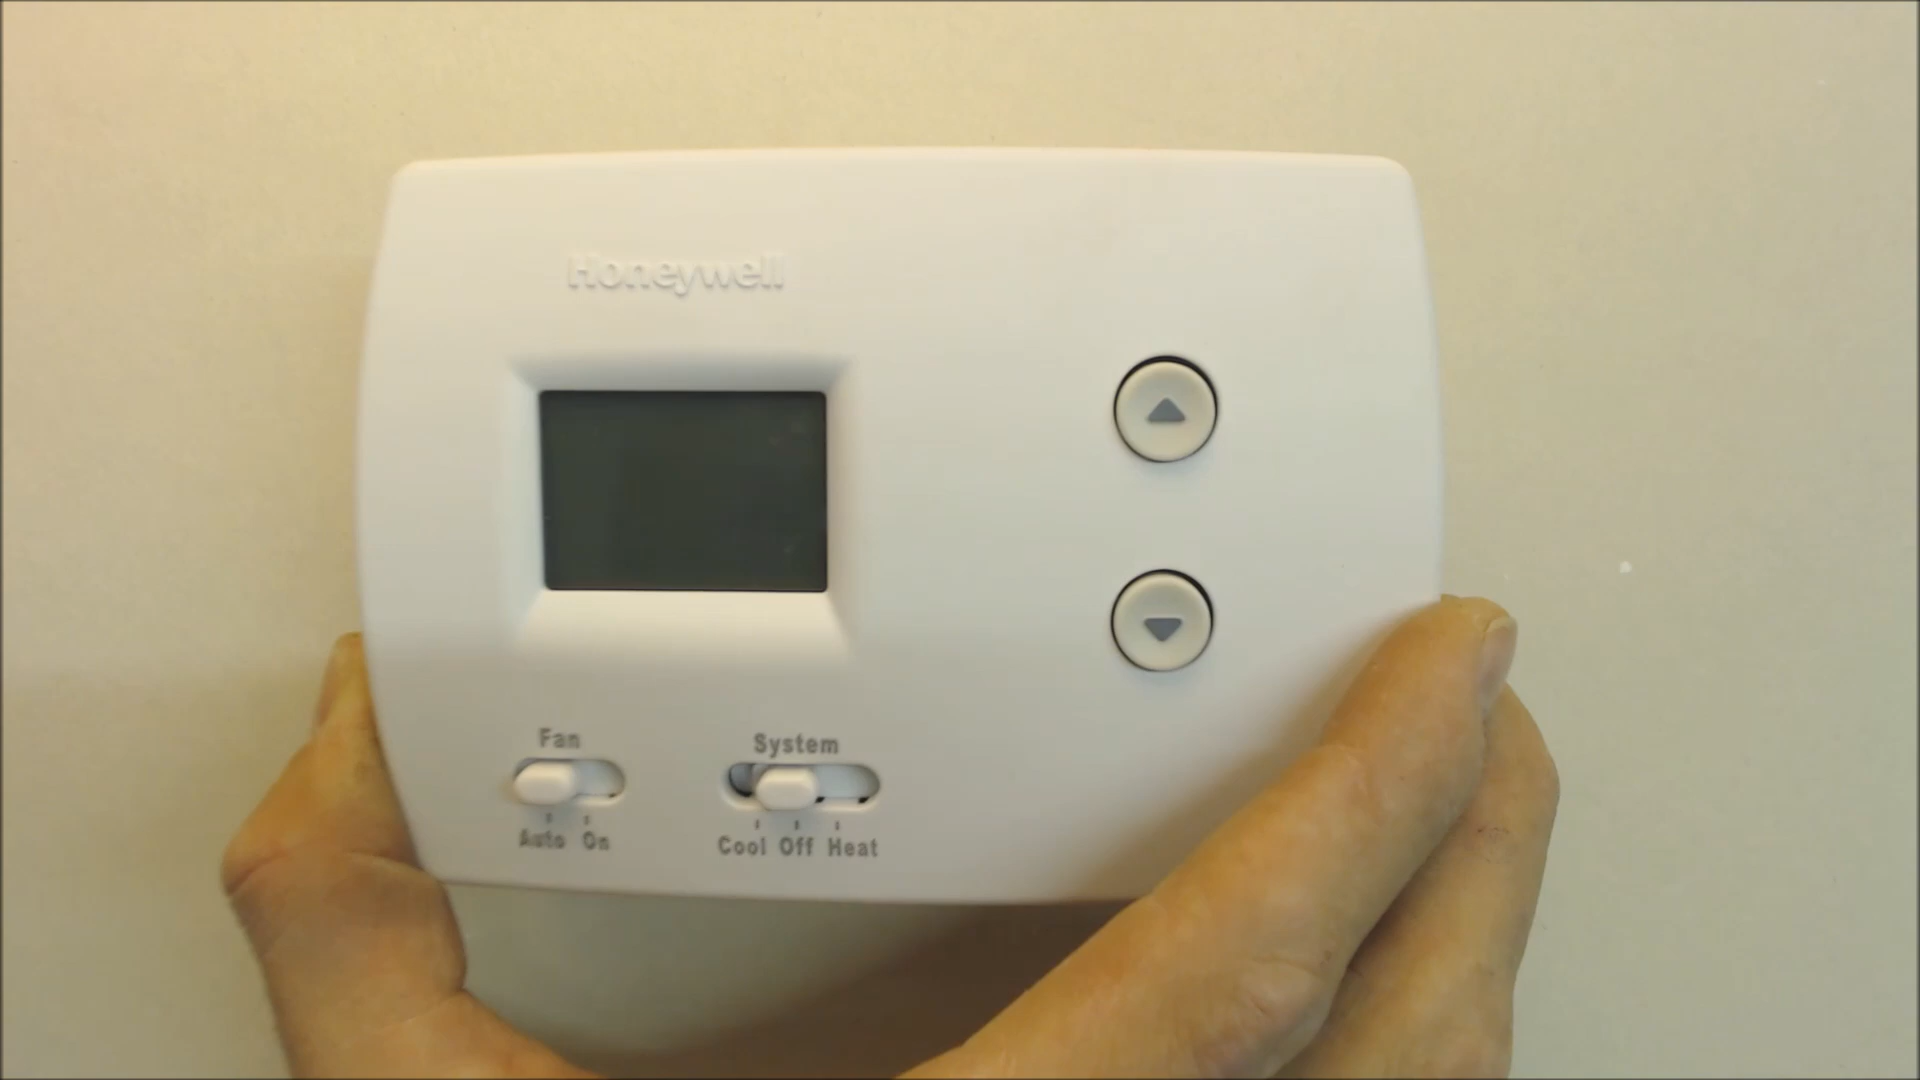 Honeywell
Fan
System
Auto On
Cool Off Heat